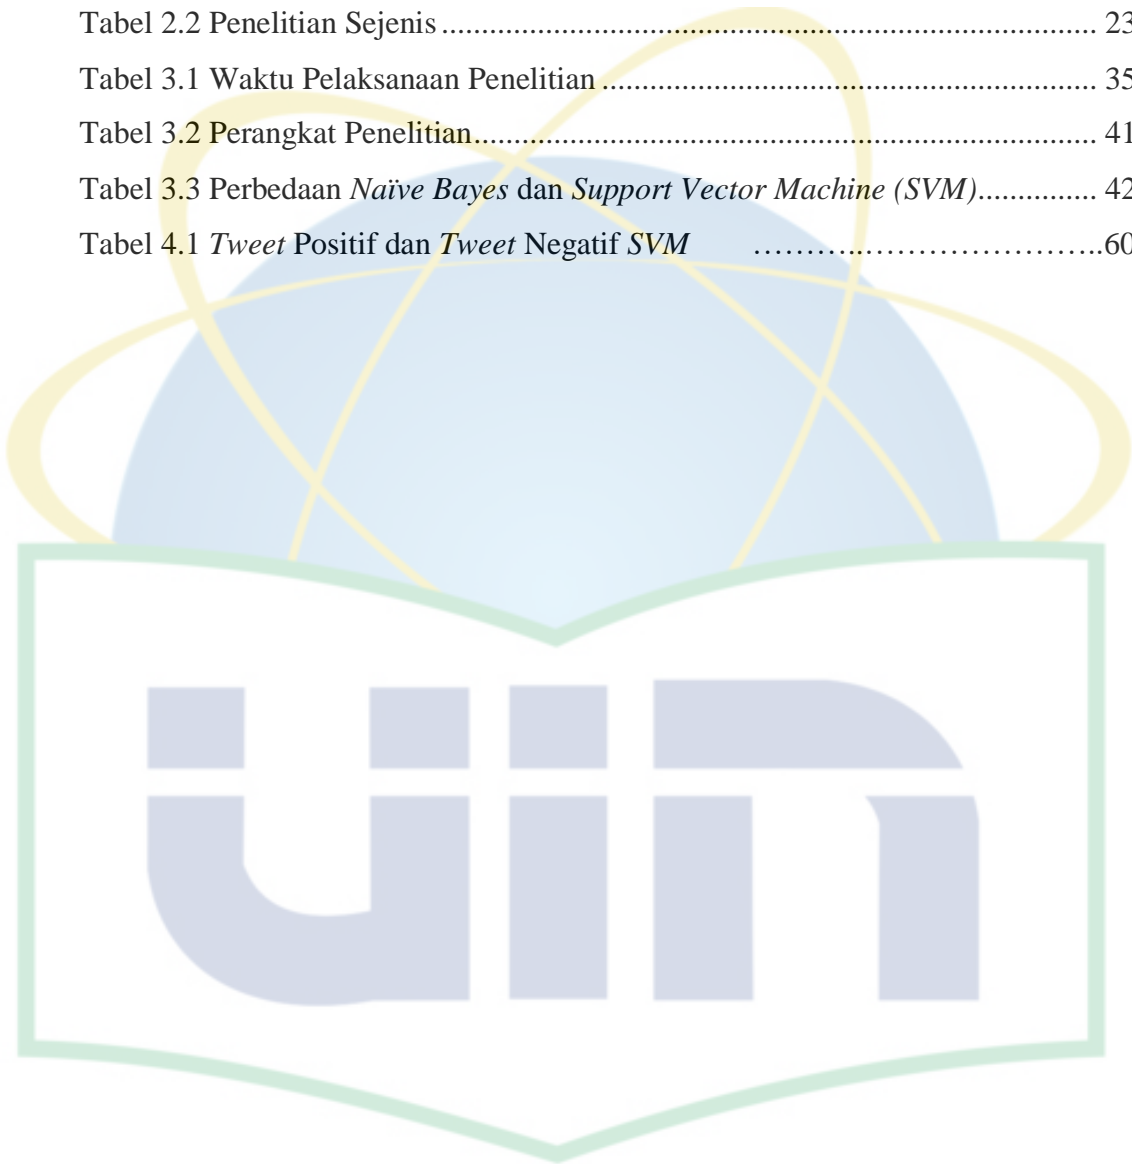 Tabel 2.2 Penelitian Sejenis.................................................................................. 23
Tabel 3.1 Waktu Pelaksanaan Penelitian.............................................................. 35
Tabel 3.2 Perangkat Penelitian.............................................................................. 41
Tabel 3.3 Perbedaan Naïve Bayes dan Support Vector Machine (SVM)............... 42
Tabel 4.1 Tweet Positif dan Tweet Negatif SVM ………..…………………………..60
uin